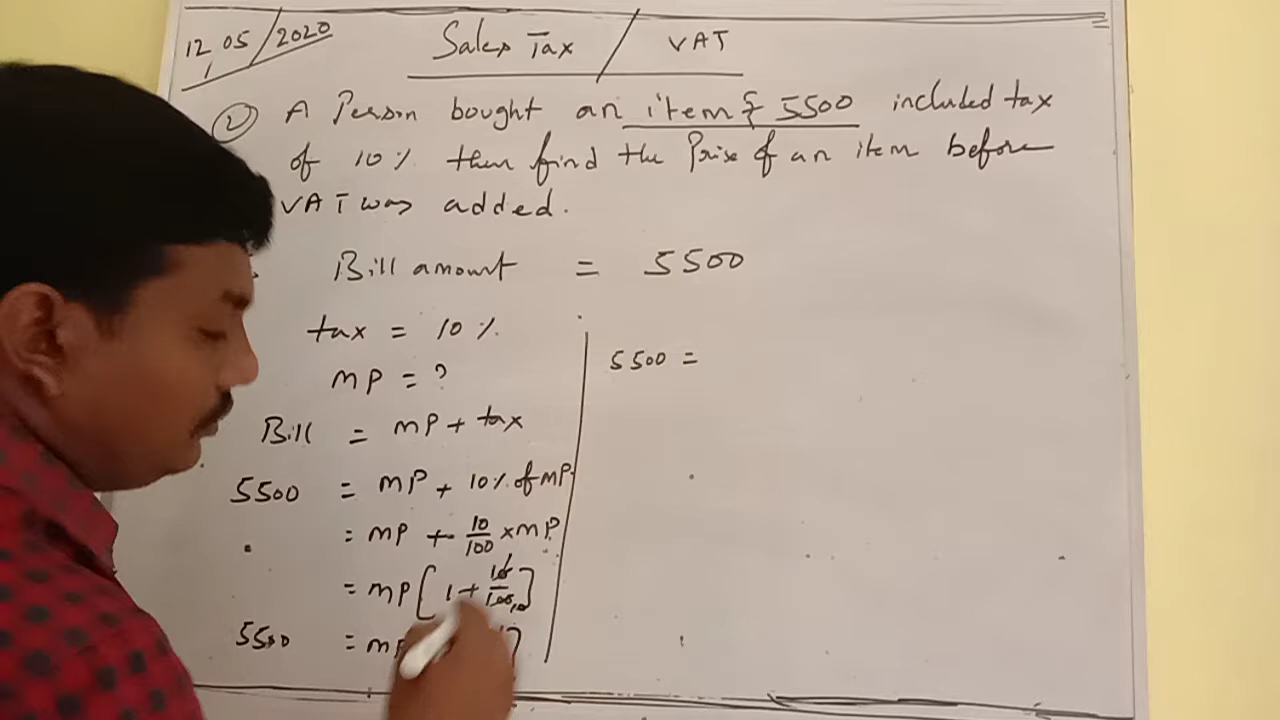 12/05/2020
Sales Tax / VAT
② A Person bought an item ₹ 5500 included tax
of 10% then find the Prise of an item before
VAT was added.
Bill amount = 5500
tax = 10%
MP = ?
Bill = MP + tax
5500 = MP + 10% of MP
= MP + 10/100 × MP
= MP [1 + 10/100]
5500 =
5500 =